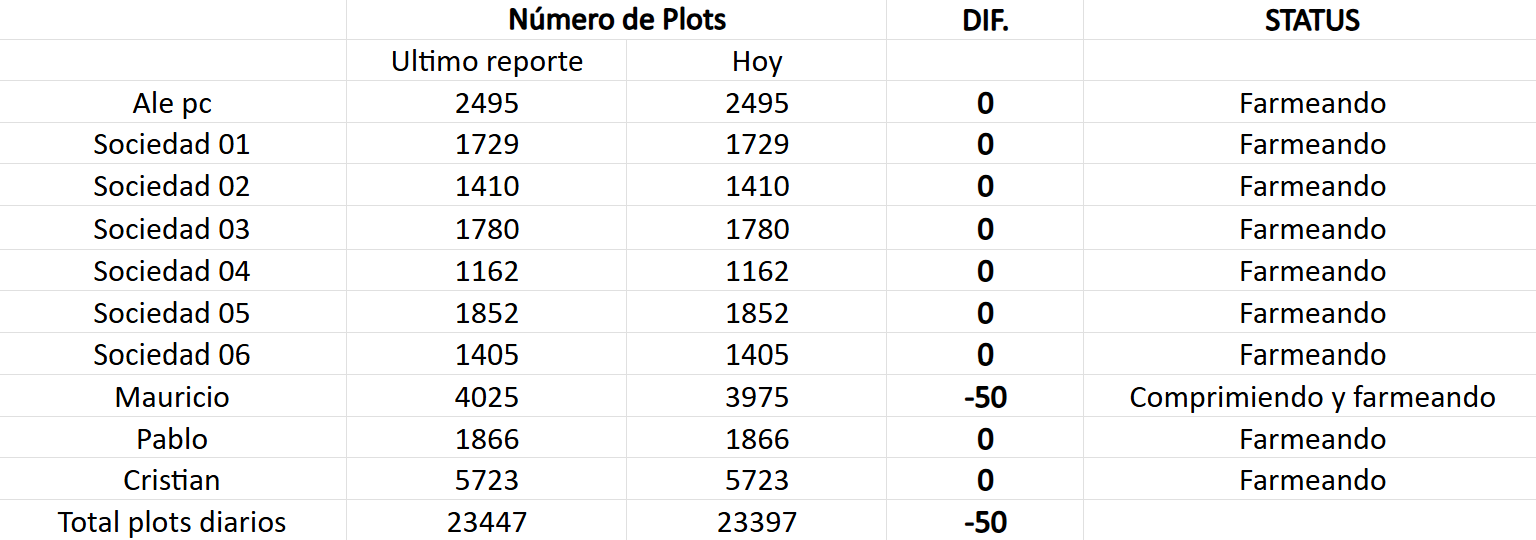 Número de Plots DIF. STATUS
Ultimo reporte Hoy
Ale pc 2495 2495 0 Farmeando
Sociedad 01 1729 1729 0 Farmeando
Sociedad 02 1410 1410 0 Farmeando
Sociedad 03 1780 1780 0 Farmeando
Sociedad 04 1162 1162 0 Farmeando
Sociedad 05 1852 1852 0 Farmeando
Sociedad 06 1405 1405 0 Farmeando
Mauricio 4025 3975 -50 Comprimiendo y farmeando
Pablo 1866 1866 0 Farmeando
Cristian 5723 5723 0 Farmeando
Total plots diarios 23447 23397 -50